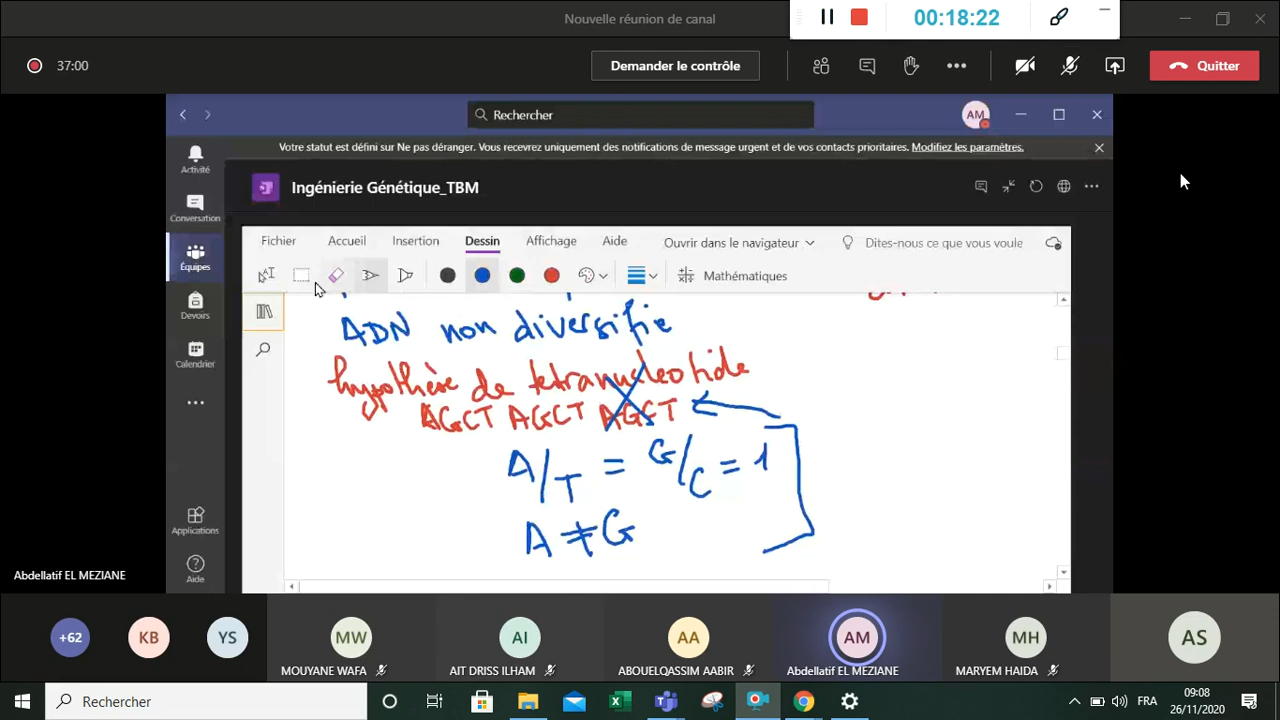 Nouvelle réunion de canal
00:18:22
37:00
Demander le contrôle
Quitter
Rechercher
AM
Votre statut est défini sur Ne pas déranger. Vous recevrez uniquement des notifications de message urgent et de vos contacts prioritaires. Modifiez les paramètres.
Activité
Ingénierie Génétique_TBM
Conversation
Fichier Accueil Insertion Dessin Affichage Aide Ouvrir dans le navigateur Dites-nous ce que vous voule
Équipes
Mathématiques
Devoirs
ADN non diversifie
Calendrier
hypothèse de tetranucleotide
AGCT AGCT AGCT
A/T = G/C = 1
A ≠ G
Applications
Aide
Abdellatif EL MEZIANE
+62 KB YS MW AI AA AM MH AS
MOUYANE WAFA AIT DRISS ILHAM ABOUELQASSIM AABIR Abdellatif EL MEZIANE MARYEM HAIDA
Rechercher
FRA
09:08
26/11/2020